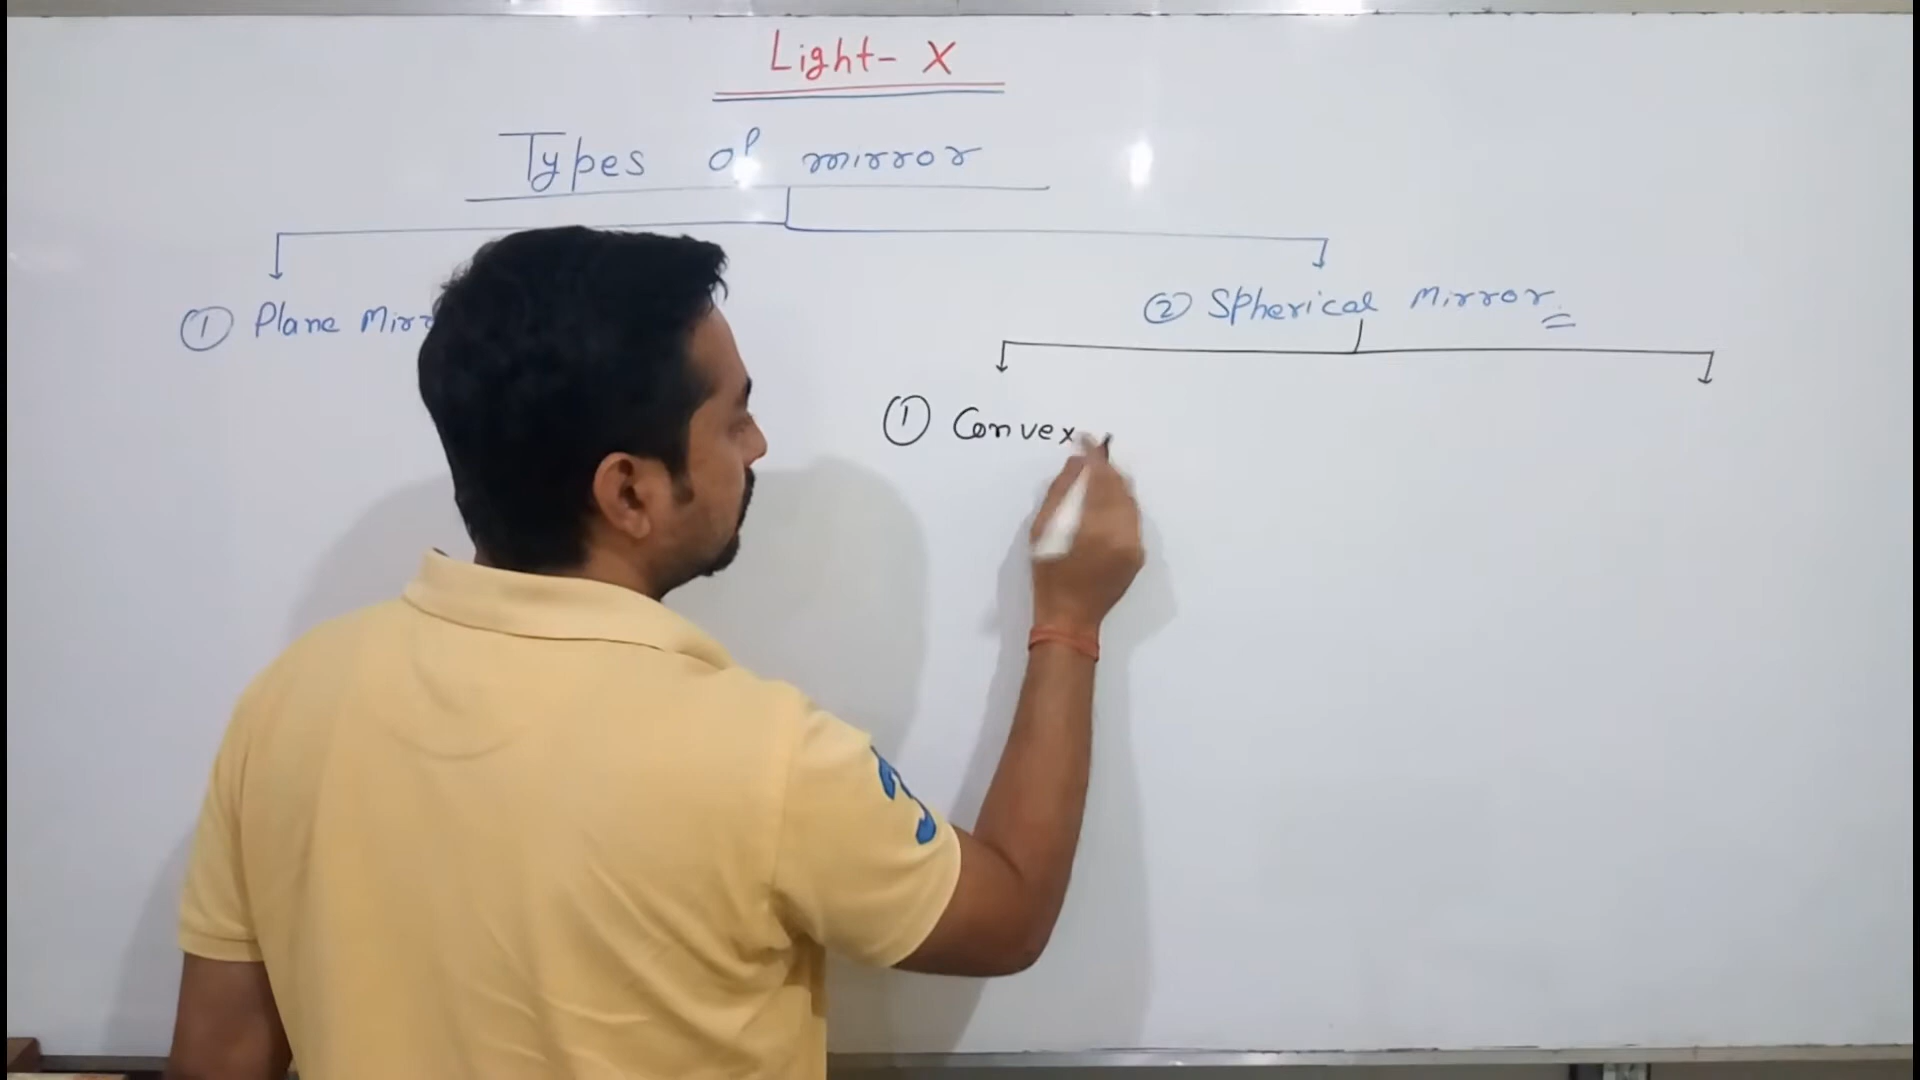 Light- X
Types of mirror
① Plane
② Spherical Mirror
① Convex